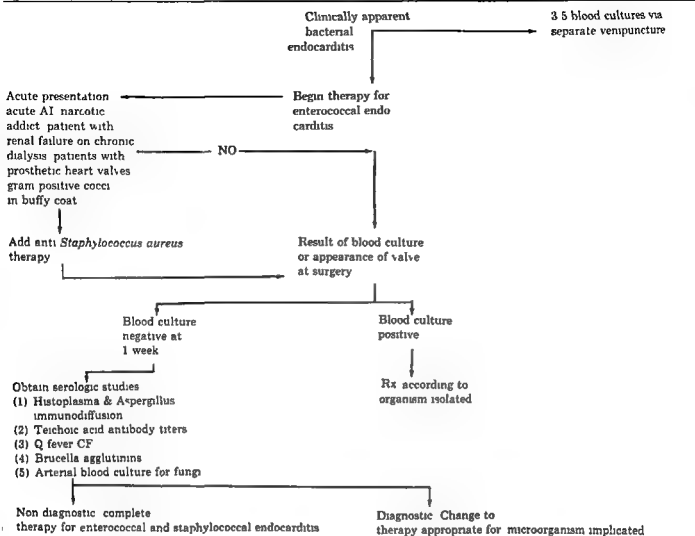 Clinically apparent
bacterial
endocarditis
3 5 blood cultures via
separate venipuncture
Begin therapy for
enterococcal endo
carditis
Acute presentation
acute AI narcotic
addict patient with
renal failure on chronic
dialysis patients with
prosthetic heart valves
gram positive cocci
in buffy coat
NO
Add anti Staphylococcus aureus
therapy
Result of blood culture
or appearance of valve
at surgery
Blood culture
negative at
1 week
Blood culture
positive
Obtain serologic studies
(1) Histoplasma & Aspergillus
immunodiffusion
(2) Teichoic acid antibody titers
(3) Q fever CF
(4) Brucella agglutinins
(5) Arterial blood culture for fungi
Rx according to
organism isolated
Non diagnostic complete
therapy for enterococcal and staphylococcal endocarditis
Diagnostic Change to
therapy appropriate for microorganism implicated